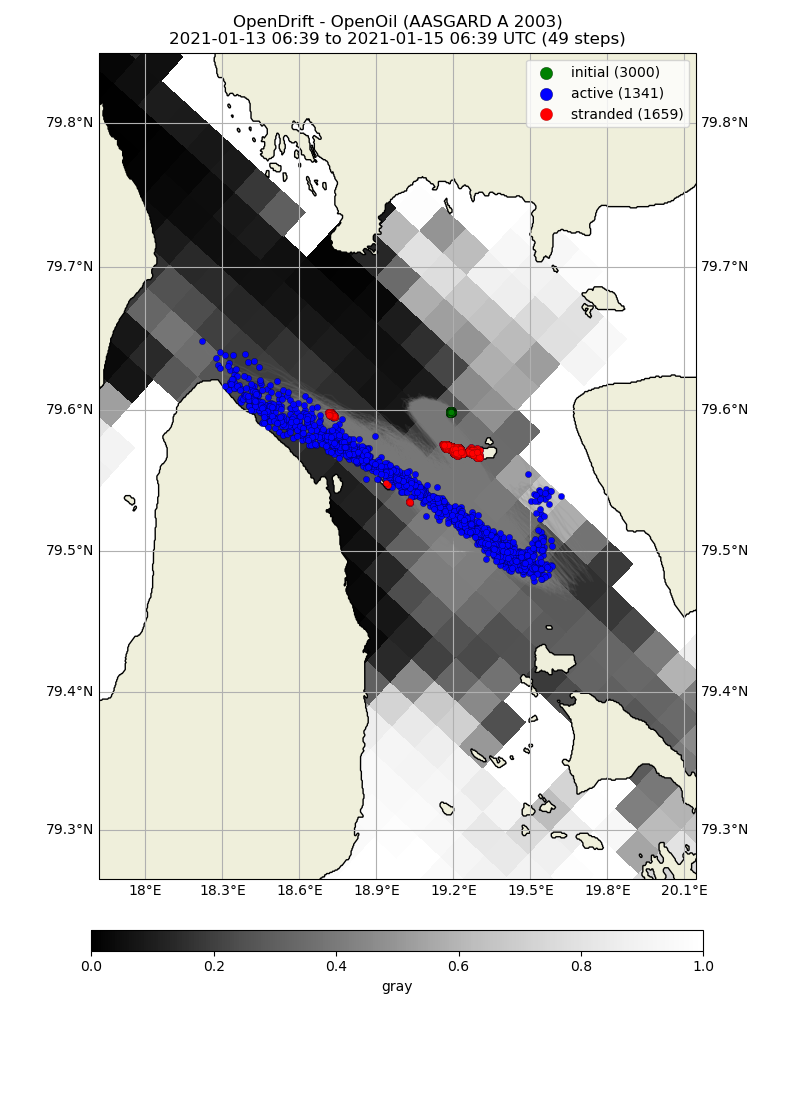 OpenDrift - OpenOil (AASGARD A 2003)
2021-01-13 06:39 to 2021-01-15 06:39 UTC (49 steps)
initial (3000)
active (1341)
stranded (1659)
79.8°N 79.8°N
79.7°N 79.7°N
79.6°N 79.6°N
79.5°N 79.5°N
79.4°N 79.4°N
79.3°N 79.3°N
18°E 18.3°E 18.6°E 18.9°E 19.2°E 19.5°E 19.8°E 20.1°E
0.0 0.2 0.4 0.6 0.8 1.0
gray